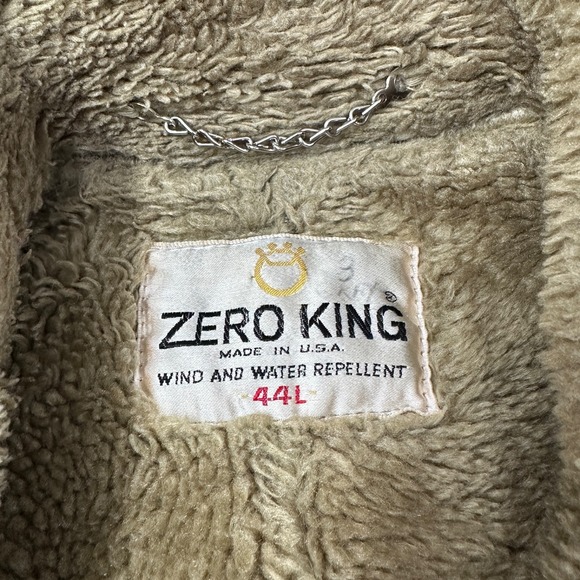 ZERO KING ®
MADE IN U.S.A.
WIND AND WATER REPELLENT
-44L-